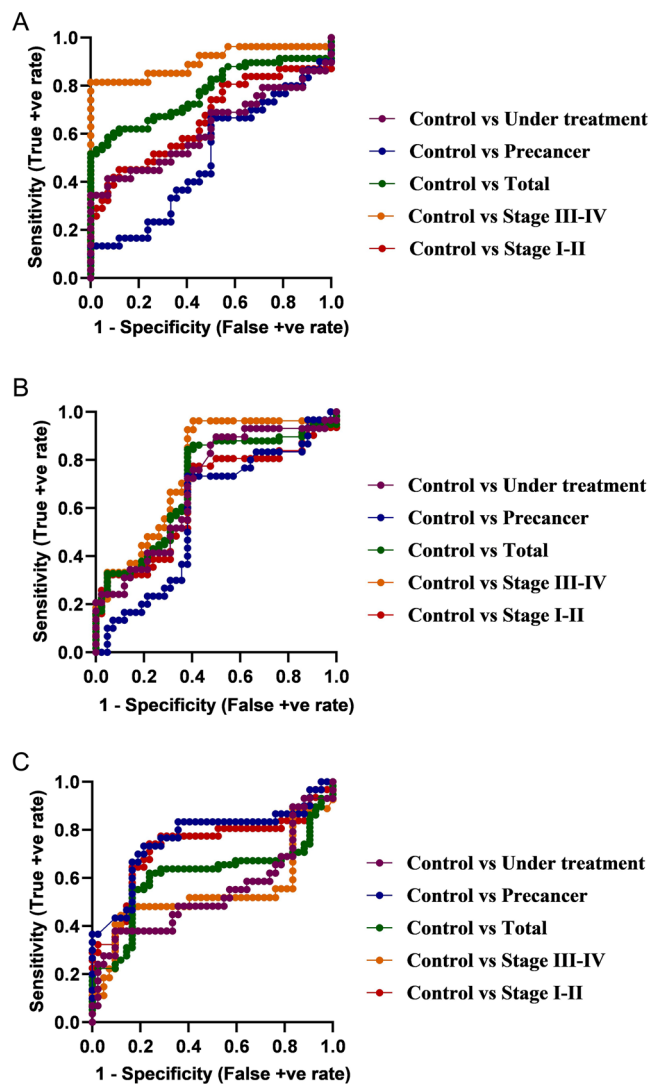 A
Sensitivity (True +ve rate)
1.0
0.8
0.6
0.4
0.2
0.0
0.0 0.2 0.4 0.6 0.8 1.0
1 - Specificity (False +ve rate)
Control vs Under treatment
Control vs Precancer
Control vs Total
Control vs Stage III-IV
Control vs Stage I-II
B
Sensitivity (True +ve rate)
1.0
0.8
0.6
0.4
0.2
0.0
0.0 0.2 0.4 0.6 0.8 1.0
1 - Specificity (False +ve rate)
Control vs Under treatment
Control vs Precancer
Control vs Total
Control vs Stage III-IV
Control vs Stage I-II
C
Sensitivity (True +ve rate)
1.0
0.8
0.6
0.4
0.2
0.0
0.0 0.2 0.4 0.6 0.8 1.0
1 - Specificity (False +ve rate)
Control vs Under treatment
Control vs Precancer
Control vs Total
Control vs Stage III-IV
Control vs Stage I-II